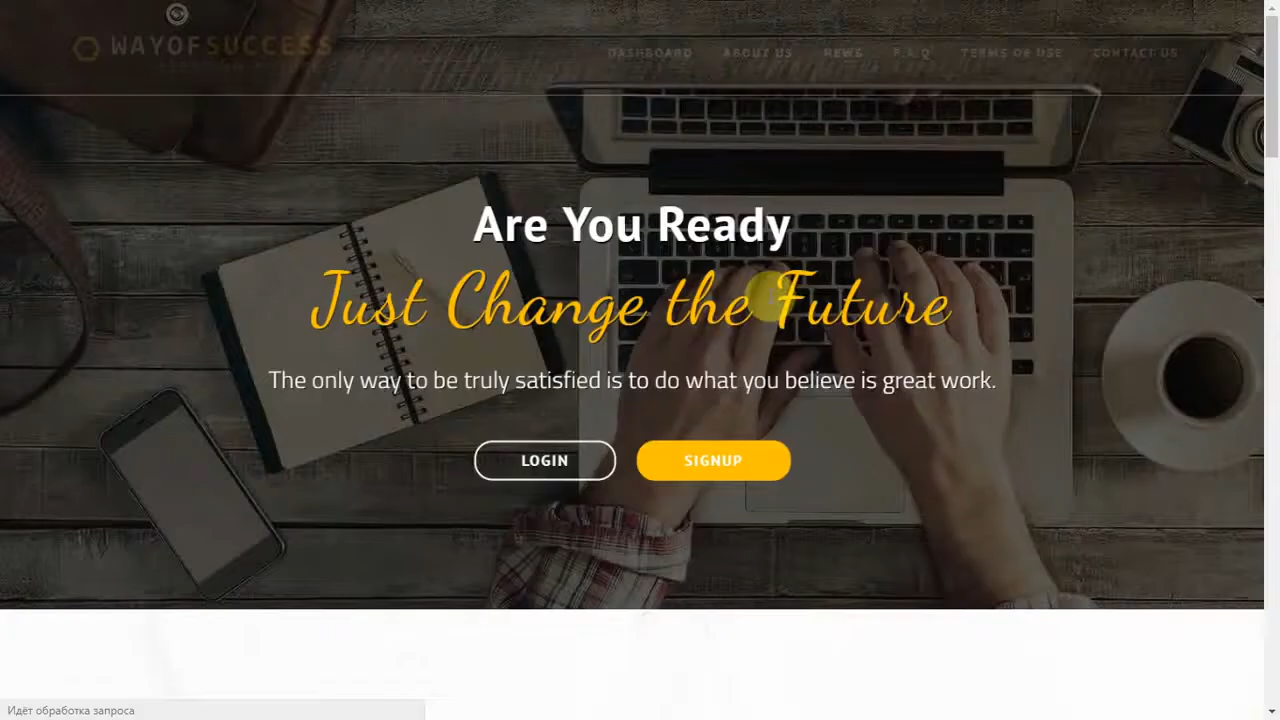 WAYOFSUCCESS
DASHBOARD ABOUT US NEWS F.A.Q TERMS OF USE CONTACT US
Are You Ready
Just Change the Future
The only way to be truly satisfied is to do what you believe is great work.
LOGIN SIGNUP
Идёт обработка запроса